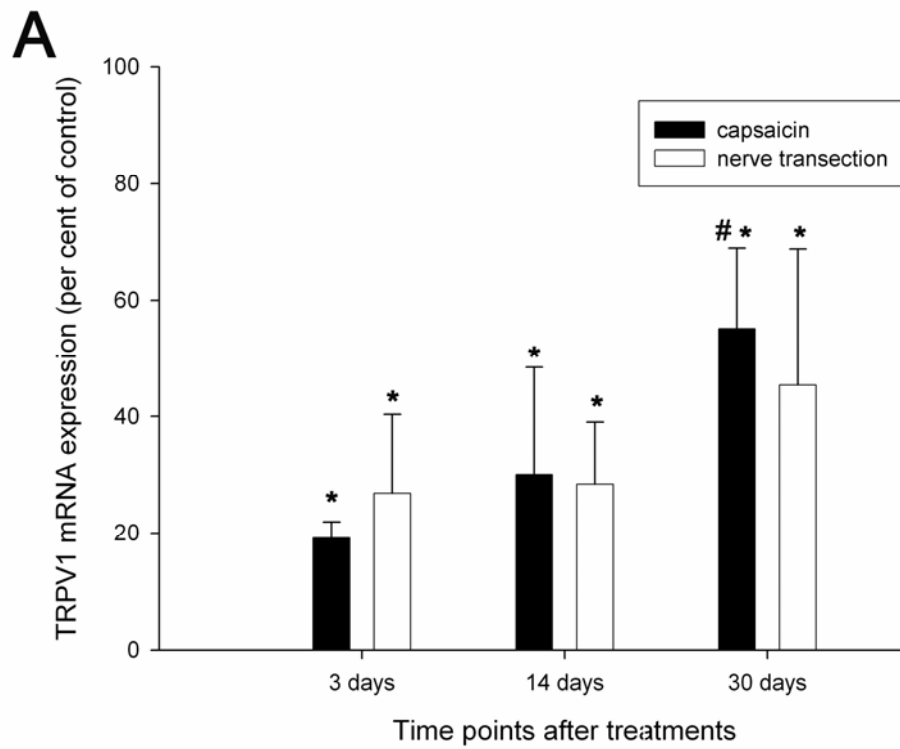 A
100
80
60
40
20
0
TRPV1 mRNA expression (per cent of control)
capsaicin
nerve transection
*
*
*
*
# *
*
3 days
14 days
30 days
Time points after treatments